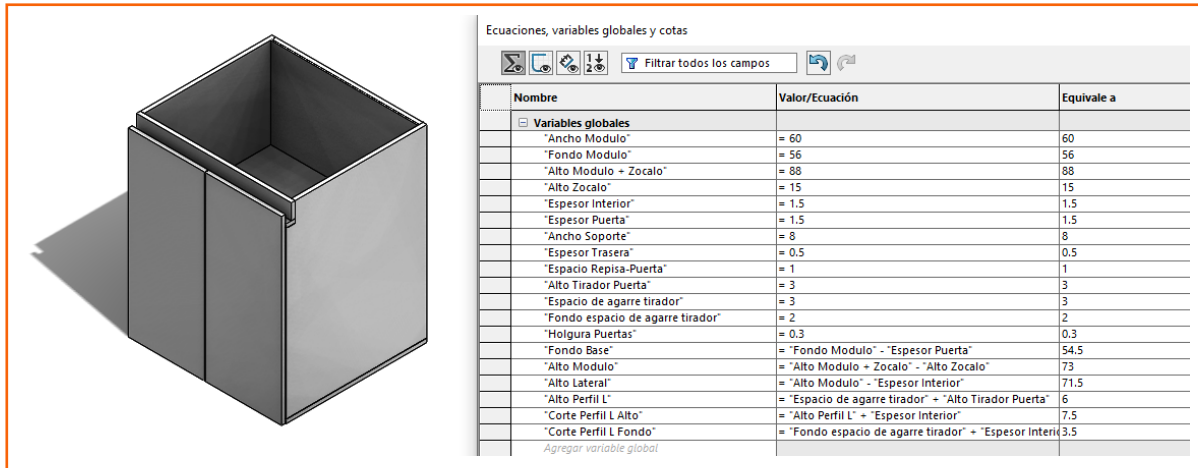 Ecuaciones, variables globales y cotas
Filtrar todos los campos
Nombre Valor/Ecuación Equivale a
Variables globales
"Ancho Modulo" = 60 60
"Fondo Modulo" = 56 56
"Alto Modulo + Zocalo" = 88 88
"Alto Zocalo" = 15 15
"Espesor Interior" = 1.5 1.5
"Espesor Puerta" = 1.5 1.5
"Ancho Soporte" = 8 8
"Espesor Trasera" = 0.5 0.5
"Espacio Repisa-Puerta" = 1 1
"Alto Tirador Puerta" = 3 3
"Espacio de agarre tirador" = 3 3
"Fondo espacio de agarre tirador" = 2 2
"Holgura Puertas" = 0.3 0.3
"Fondo Base" = "Fondo Modulo" - "Espesor Puerta" 54.5
"Alto Modulo" = "Alto Modulo + Zocalo" - "Alto Zocalo" 73
"Alto Lateral" = "Alto Modulo" - "Espesor Interior" 71.5
"Alto Perfil L" = "Espacio de agarre tirador" + "Alto Tirador Puerta" 6
"Corte Perfil L Alto" = "Alto Perfil L" + "Espesor Interior" 7.5
"Corte Perfil L Fondo" = "Fondo espacio de agarre tirador" + "Espesor Interi 3.5
Agregar variable global